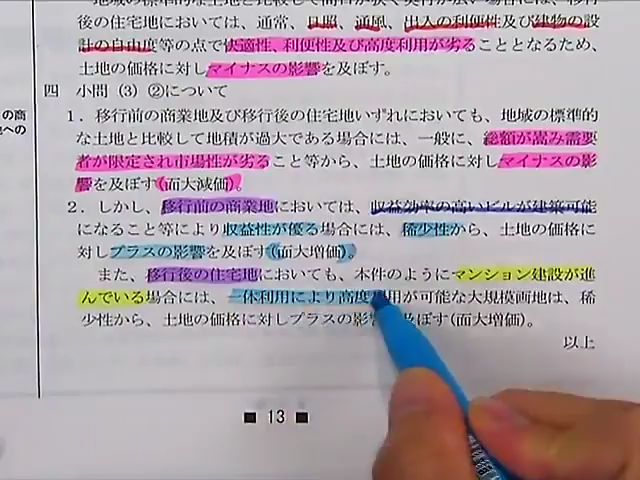 地域の標準的な土地と比較して間口が狭く奥行が広い場合には、移行
後の住宅地においては、通常、日照、通風、出入の利便性及び建物の設
計の自由度等の点で快適性、利便性及び高度利用が劣ることとなるため、
土地の価格に対しマイナスの影響を及ぼす。
四 小問（3）②について
の商
地への
1．移行前の商業地及び移行後の住宅地いずれにおいても、地域の標準的
な土地と比較して地積が過大である場合には、一般に、総額が嵩み需要
者が限定され市場性が劣ること等から、土地の価格に対しマイナスの影
響を及ぼす(面大減価)。
2．しかし、移行前の商業地においては、収益効率の高いビルが建築可能
になること等により収益性が優る場合には、稀少性から、土地の価格に
対しプラスの影響を及ぼす(面大増価)。
また、移行後の住宅地においても、本件のようにマンション建設が進
んでいる場合には、一体利用により高度利用が可能な大規模画地は、稀
少性から、土地の価格に対しプラスの影響を及ぼす(面大増価)。
以上
■ 13 ■